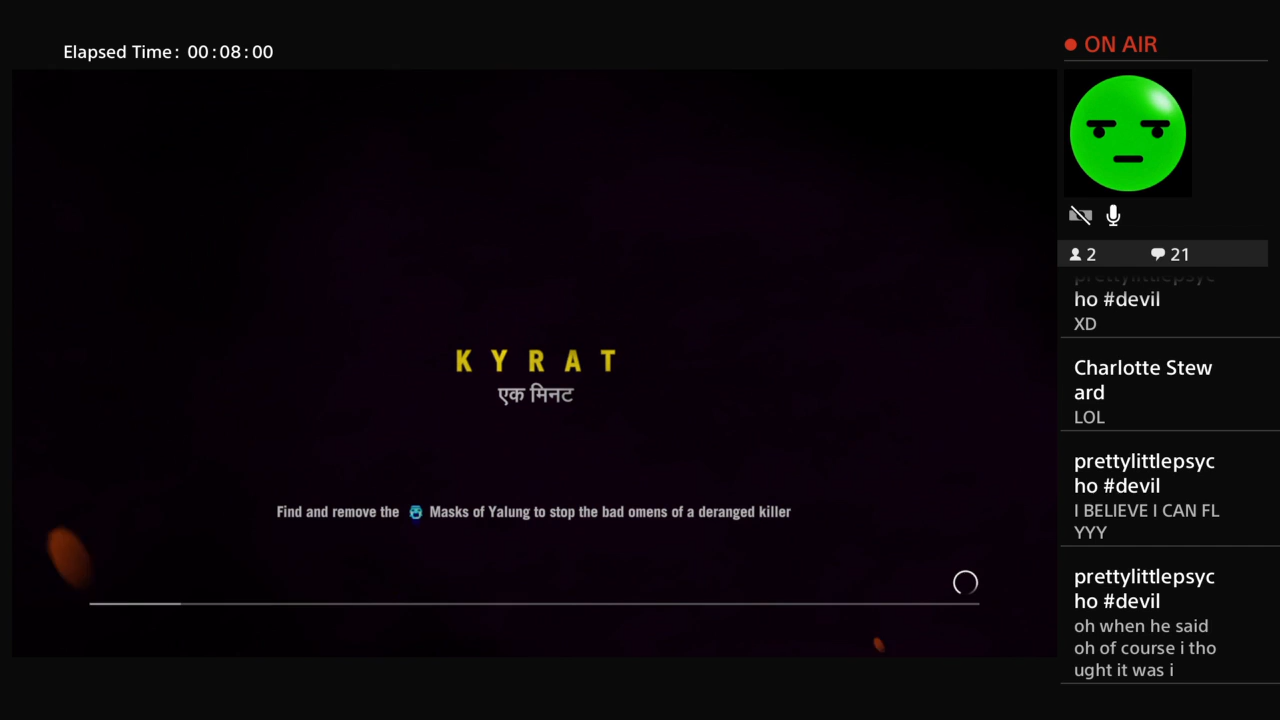 Elapsed Time: 00:08:00
ON AIR
2
21
prettylittlepsyc
ho #devil
XD
Charlotte Stew
ard
LOL
prettylittlepsyc
ho #devil
I BELIEVE I CAN FL
YYY
prettylittlepsyc
ho #devil
oh when he said
oh of course i tho
ught it was i
KYRAT
एक मिनट
Find and remove the Masks of Yalung to stop the bad omens of a deranged killer